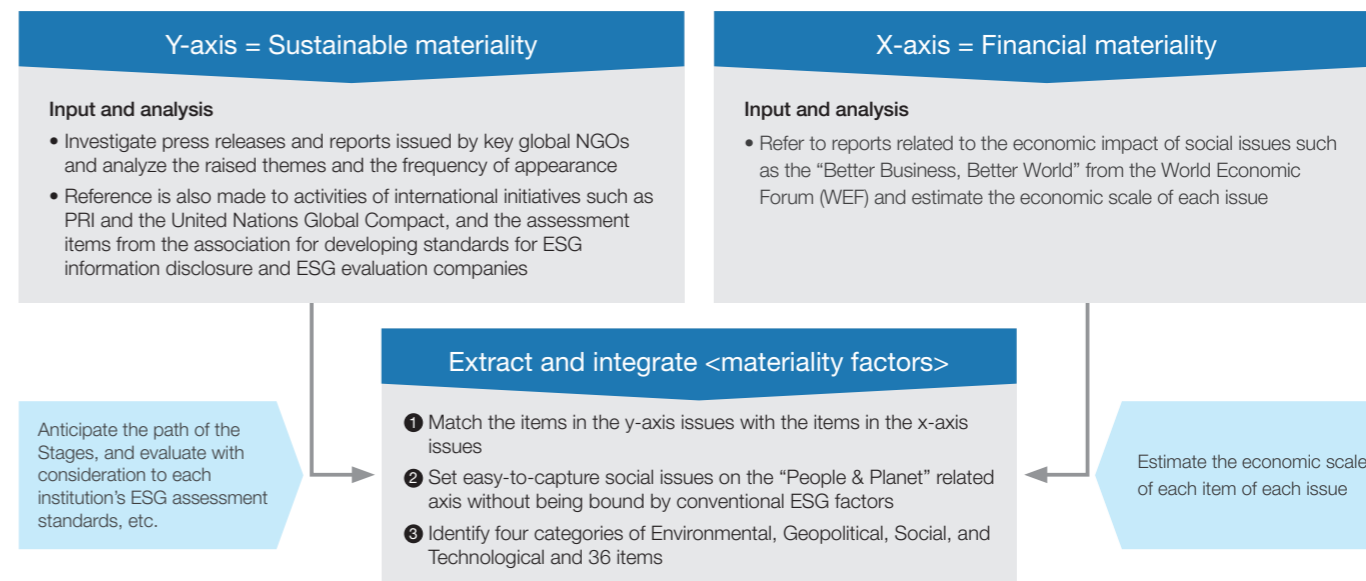 Y-axis = Sustainable materiality
Input and analysis
• Investigate press releases and reports issued by key global NGOs
and analyze the raised themes and the frequency of appearance
• Reference is also made to activities of international initiatives such as
PRI and the United Nations Global Compact, and the assessment
items from the association for developing standards for ESG
information disclosure and ESG evaluation companies
X-axis = Financial materiality
Input and analysis
• Refer to reports related to the economic impact of social issues such
as the “Better Business, Better World” from the World Economic
Forum (WEF) and estimate the economic scale of each issue
Extract and integrate <materiality factors>
❶ Match the items in the y-axis issues with the items in the x-axis
issues
❷ Set easy-to-capture social issues on the “People & Planet” related
axis without being bound by conventional ESG factors
❸ Identify four categories of Environmental, Geopolitical, Social, and
Technological and 36 items
Anticipate the path of the
Stages, and evaluate with
consideration to each
institution’s ESG assessment
standards, etc.
Estimate the economic scale
of each item of each issue